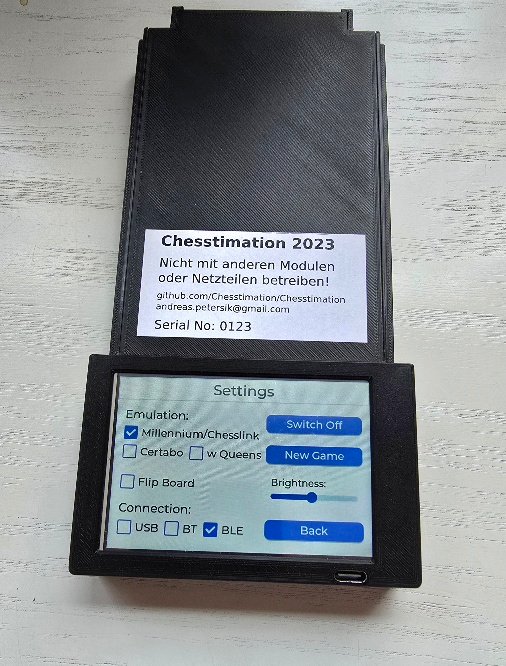 Chesstimation 2023
Nicht mit anderen Modulen
oder Netzteilen betreiben!
github.com/Chesstimation/Chesstimation
andreas.petersik@gmail.com
Serial No: 0123
Settings
Emulation:
Switch Off
Millennium/Chesslink
Certabo w Queens
New Game
Flip Board
Brightness:
Connection:
USB BT BLE
Back